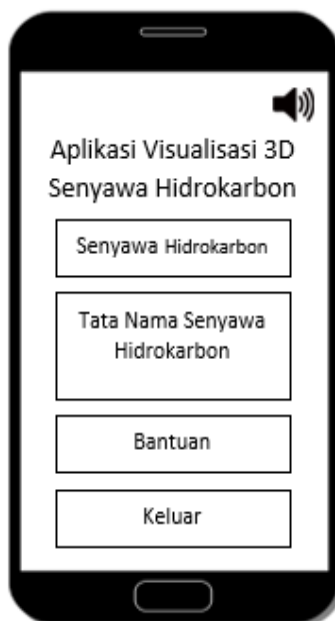 Aplikasi Visualisasi 3D
Senyawa Hidrokarbon
Senyawa Hidrokarbon
Tata Nama Senyawa
Hidrokarbon
Bantuan
Keluar